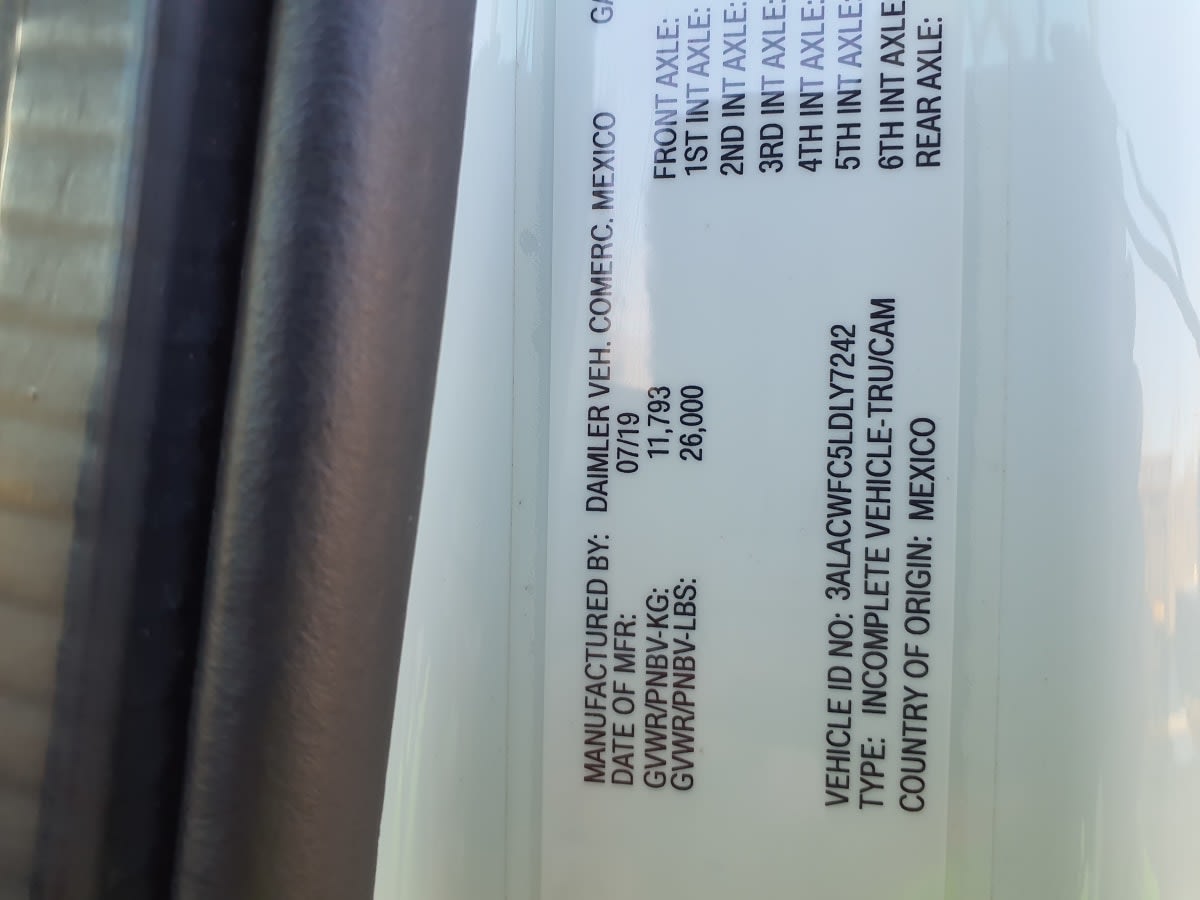 MANUFACTURED BY: DAIMLER VEH. COMERC. MEXICO
DATE OF MFR: 07/19
GVWR/PNBV-KG: 11,793
GVWR/PNBV-LBS: 26,000
FRONT AXLE:
1ST INT AXLE:
2ND INT AXLE:
3RD INT AXLE:
4TH INT AXLE:
5TH INT AXLE:
6TH INT AXLE
REAR AXLE:
VEHICLE ID NO: 3ALACWFC5LDLY7242
TYPE: INCOMPLETE VEHICLE-TRU/CAM
COUNTRY OF ORIGIN: MEXICO